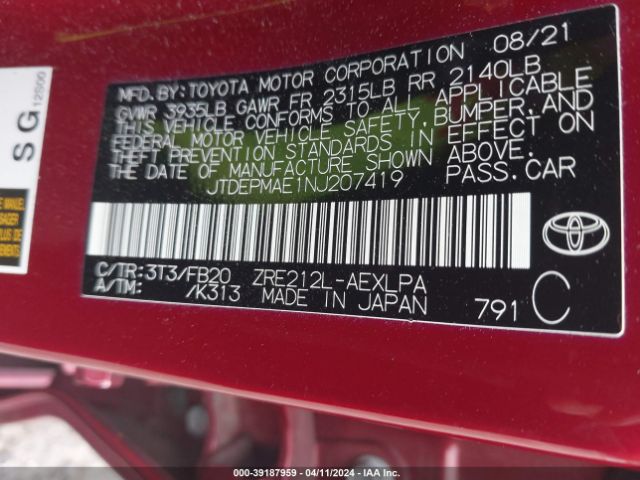 MFD. BY: TOYOTA MOTOR CORPORATION 08/21
GVWR 3935LB GAWR FR 2315LB RR 2140LB
THIS VEHICLE CONFORMS TO ALL APPLICABLE
FEDERAL MOTOR VEHICLE SAFETY, BUMPER, AND
THEFT PREVENTION STANDARDS IN EFFECT ON
THE DATE OF MANUFACTURE SHOWN ABOVE.
JTDEPMAE1NJ207419 PASS. CAR
C/TR: 3T3/FB20 ZRE212L-AEXLPA
A/TM: /K313 MADE IN JAPAN 791 C
SG
12S00
000-39187959 - 04/11/2024 - IAA Inc.